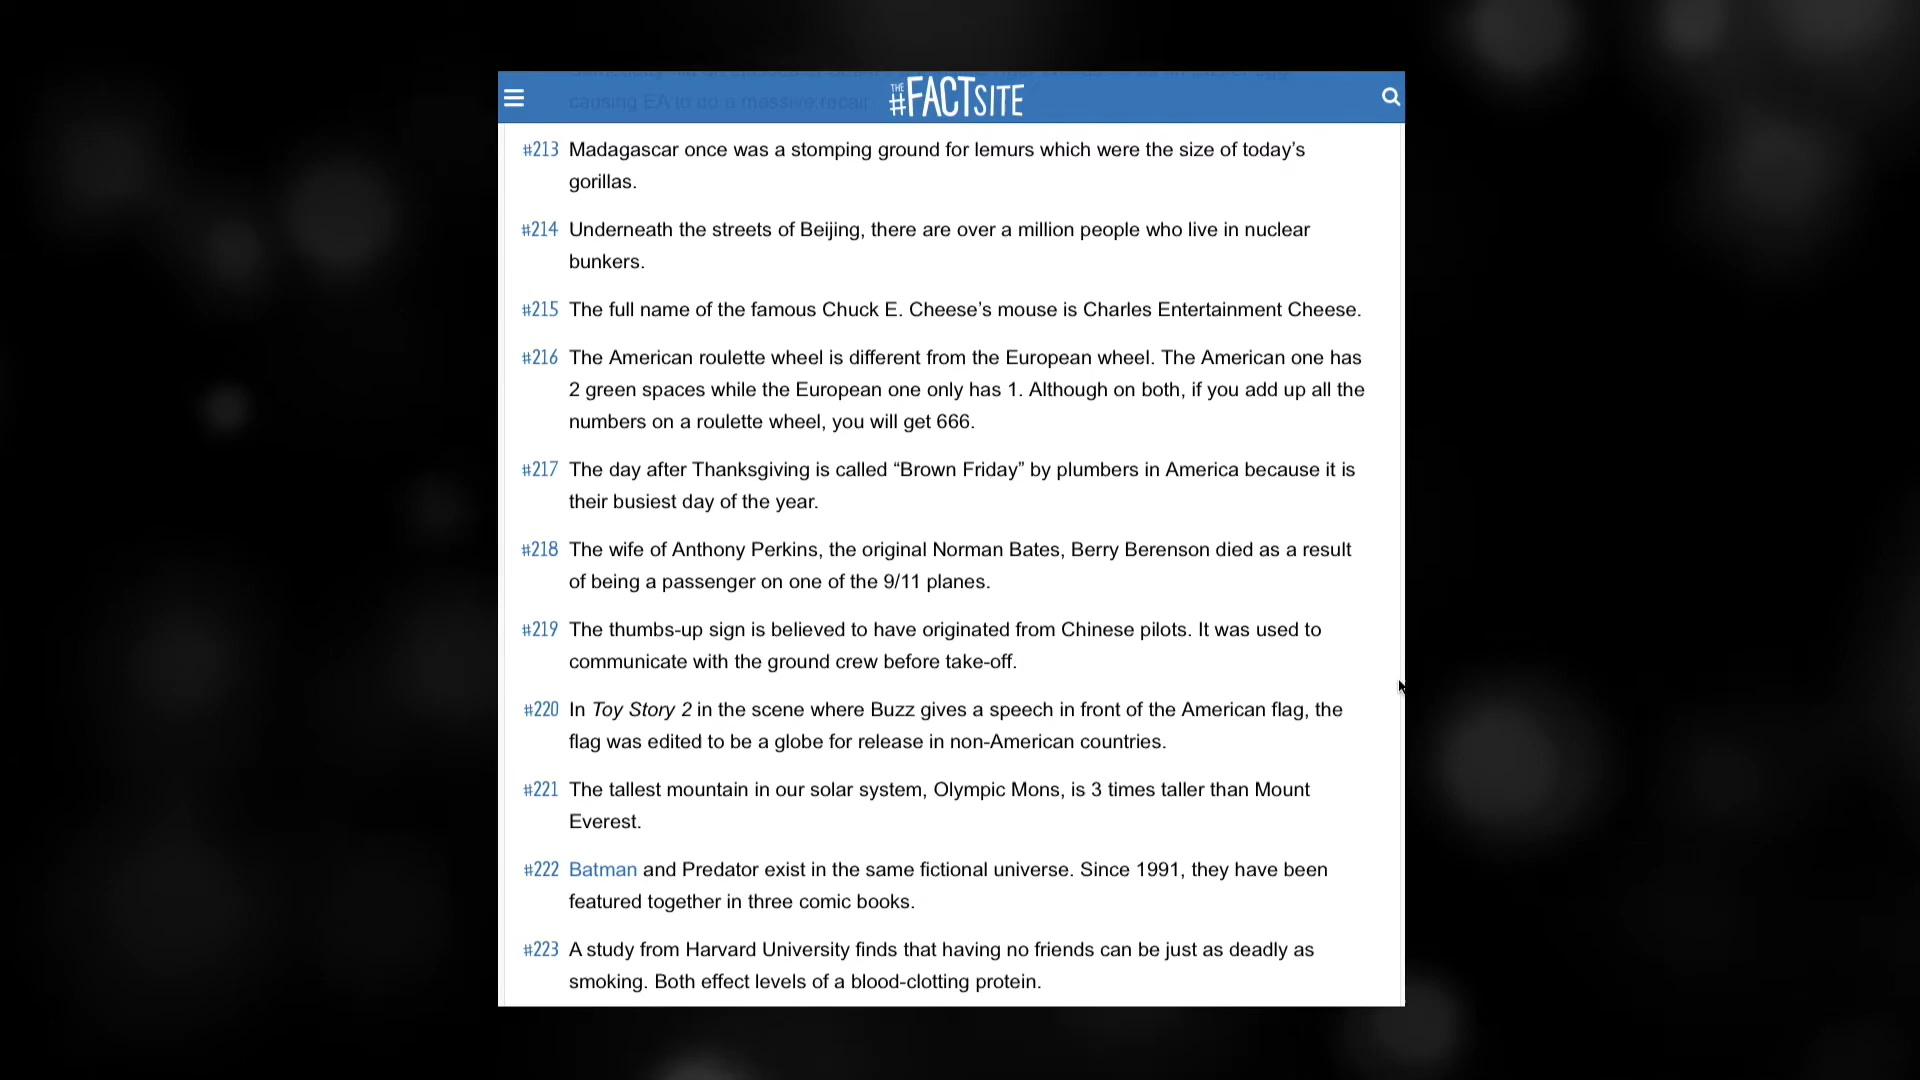 causing EA to do a massive recall.
THE #FACTSITE
#213 Madagascar once was a stomping ground for lemurs which were the size of today’s
gorillas.
#214 Underneath the streets of Beijing, there are over a million people who live in nuclear
bunkers.
#215 The full name of the famous Chuck E. Cheese’s mouse is Charles Entertainment Cheese.
#216 The American roulette wheel is different from the European wheel. The American one has
2 green spaces while the European one only has 1. Although on both, if you add up all the
numbers on a roulette wheel, you will get 666.
#217 The day after Thanksgiving is called “Brown Friday” by plumbers in America because it is
their busiest day of the year.
#218 The wife of Anthony Perkins, the original Norman Bates, Berry Berenson died as a result
of being a passenger on one of the 9/11 planes.
#219 The thumbs-up sign is believed to have originated from Chinese pilots. It was used to
communicate with the ground crew before take-off.
#220 In Toy Story 2 in the scene where Buzz gives a speech in front of the American flag, the
flag was edited to be a globe for release in non-American countries.
#221 The tallest mountain in our solar system, Olympic Mons, is 3 times taller than Mount
Everest.
#222 Batman and Predator exist in the same fictional universe. Since 1991, they have been
featured together in three comic books.
#223 A study from Harvard University finds that having no friends can be just as deadly as
smoking. Both effect levels of a blood-clotting protein.